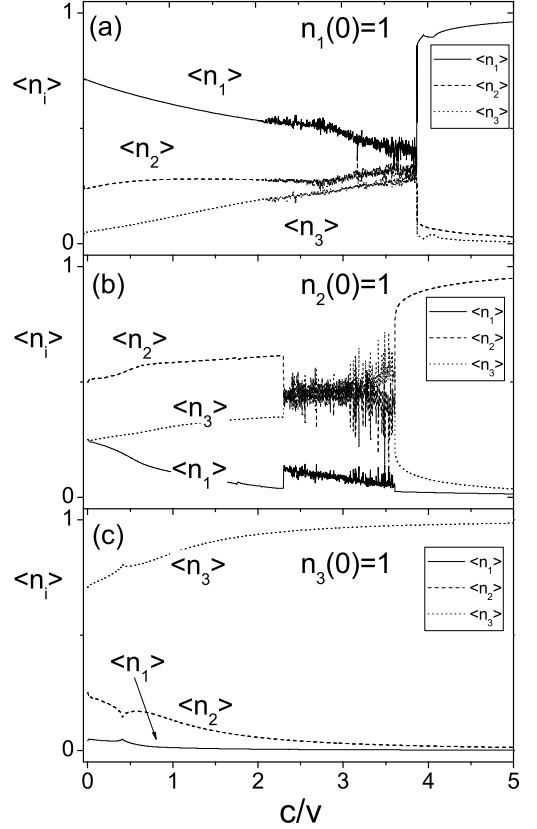 1
(a)
n1(0)=1
<n1>
<n2>
<n3>
<ni>
<n1>
<n2>
<n3>
0
1
(b)
n2(0)=1
<n1>
<n2>
<n3>
<ni>
<n2>
<n3>
<n1>
0
1
(c)
n3(0)=1
<n1>
<n2>
<n3>
<ni>
<n3>
<n1>
<n2>
0
0 1 2 3 4 5
c/v